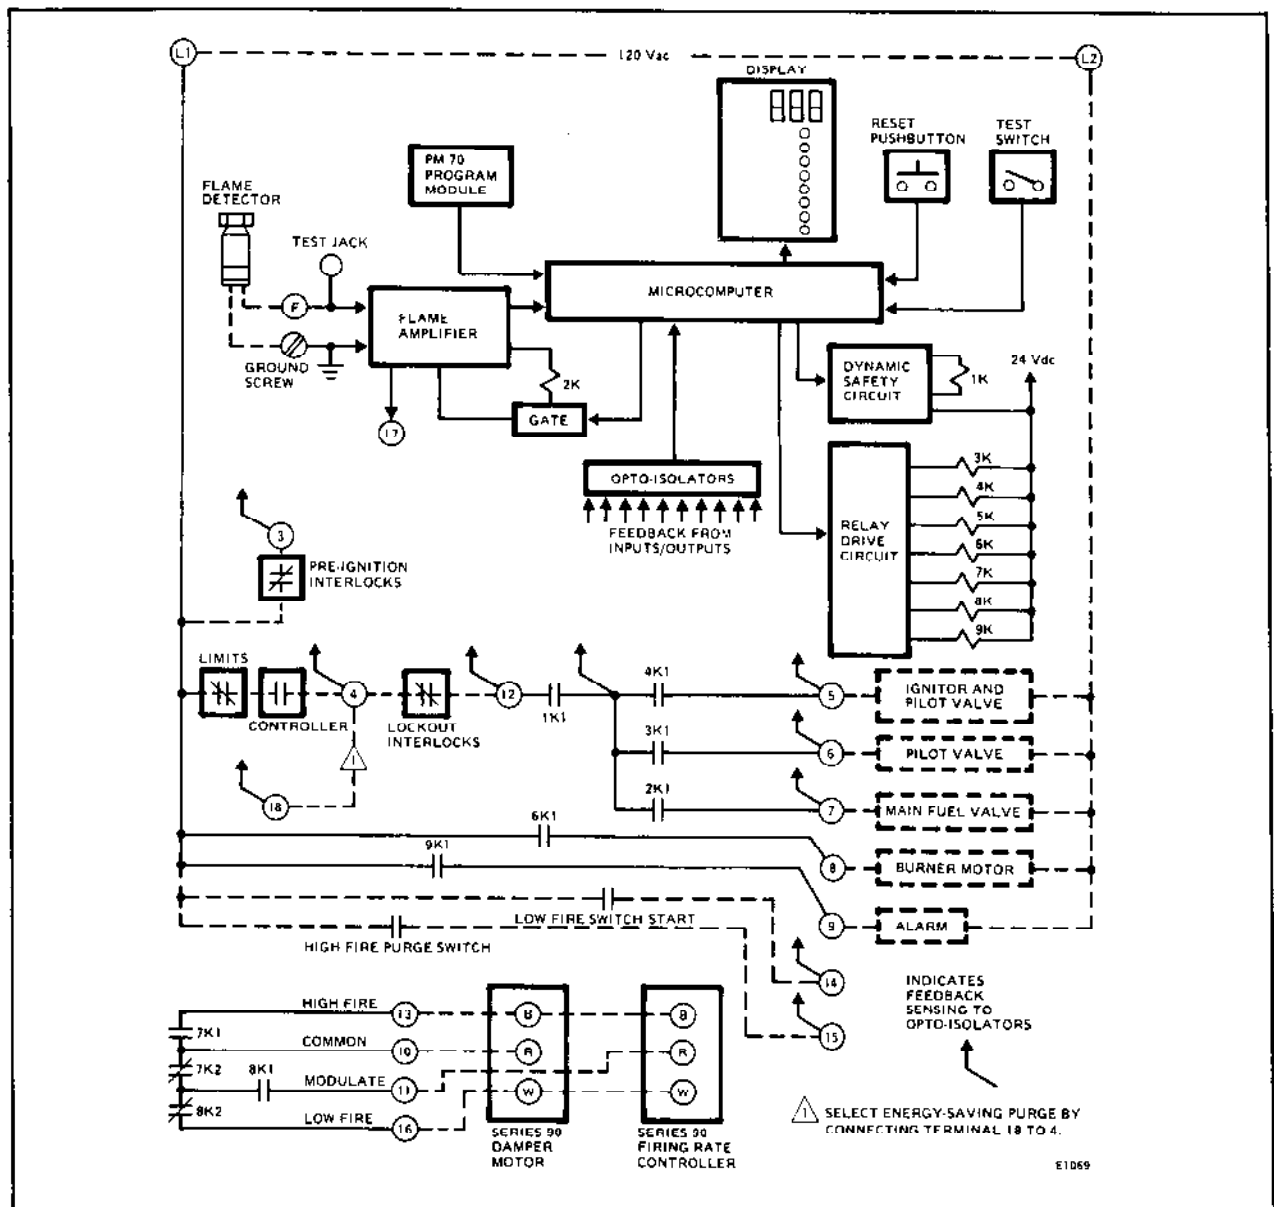 L1
120 Vac
L2
DISPLAY
RESET
PUSHBUTTON
TEST
SWITCH
PM 70
PROGRAM
MODULE
FLAME
DETECTOR
TEST JACK
F
MICROCOMPUTER
FLAME
AMPLIFIER
GROUND
SCREW
2K
GATE
17
DYNAMIC
SAFETY
CIRCUIT
1K
24 Vdc
OPTO-ISOLATORS
FEEDBACK FROM
INPUTS/OUTPUTS
RELAY
DRIVE
CIRCUIT
3K
4K
5K
6K
7K
8K
9K
3
PRE-IGNITION
INTERLOCKS
LIMITS
CONTROLLER
4
LOCKOUT
INTERLOCKS
12
1K1
4K1
5
IGNITOR AND
PILOT VALVE
3K1
6
PILOT VALVE
1
18
2K1
7
MAIN FUEL VALVE
6K1
8
BURNER MOTOR
9K1
9
ALARM
LOW FIRE SWITCH START
HIGH FIRE PURGE SWITCH
14
15
INDICATES
FEEDBACK
SENSING TO
OPTO-ISOLATORS
HIGH FIRE
13
B
B
7K1
COMMON
10
R
R
7K2
8K1
MODULATE
11
8K2
LOW FIRE
16
W
W
SERIES 90
DAMPER
MOTOR
SERIES 90
FIRING RATE
CONTROLLER
1 SELECT ENERGY-SAVING PURGE BY
CONNECTING TERMINAL 18 TO 4.
E1069